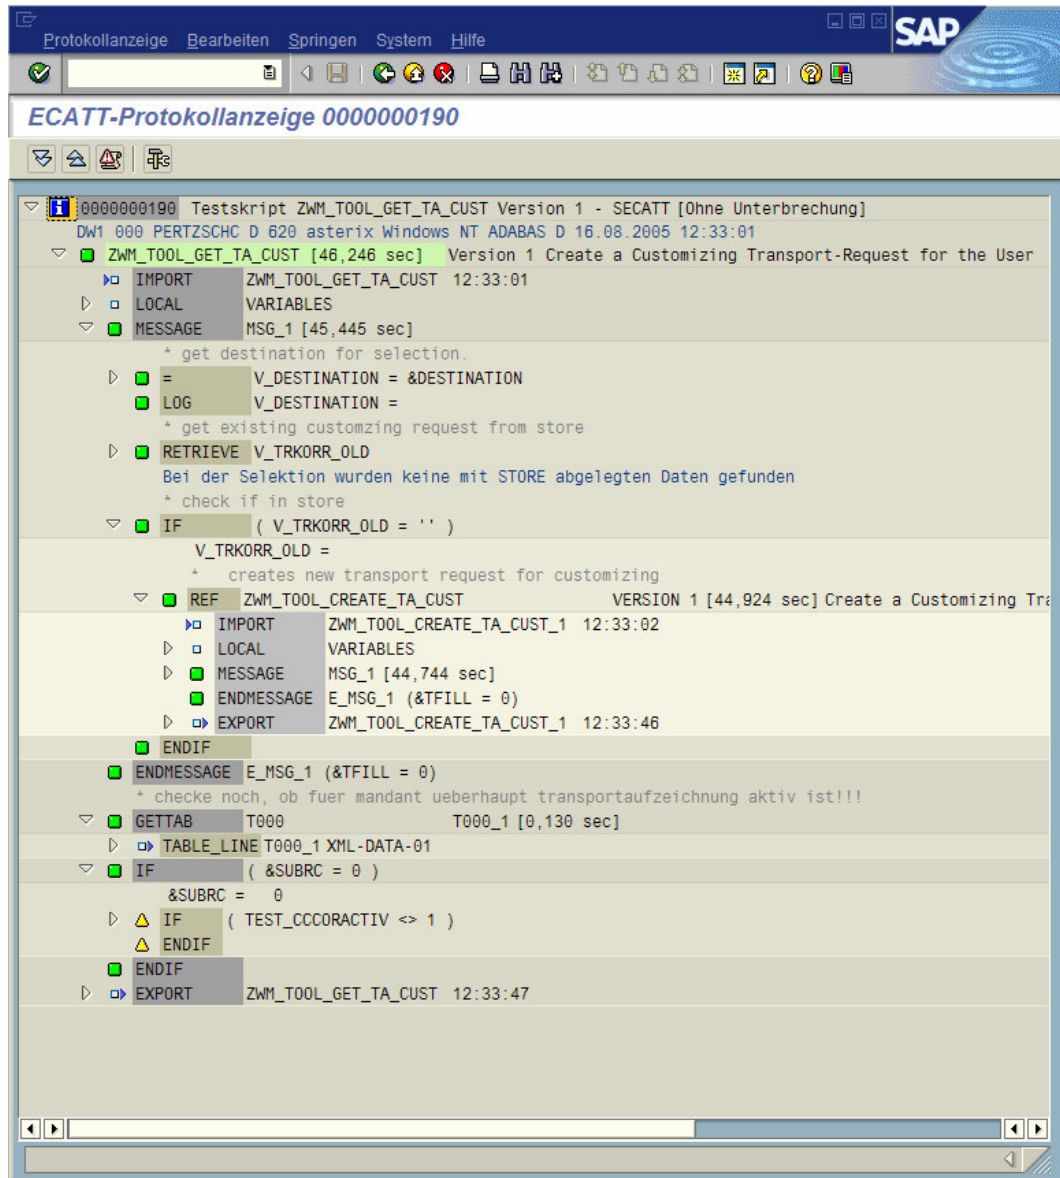 SAP
Protokollanzeige Bearbeiten Springen System Hilfe
ECATT-Protokollanzeige 0000000190
0000000190 Testskript ZWM_TOOL_GET_TA_CUST Version 1 - SECATT [Ohne Unterbrechung]
DW1 000 PERTZSCHC D 620 asterix Windows NT ADABAS D 16.08.2005 12:33:01
ZWM_TOOL_GET_TA_CUST [46,246 sec] Version 1 Create a Customizing Transport-Request for the User
IMPORT ZWM_TOOL_GET_TA_CUST 12:33:01
LOCAL VARIABLES
MESSAGE MSG_1 [45,445 sec]
* get destination for selection.
= V_DESTINATION = &DESTINATION
LOG V_DESTINATION =
* get existing customzing request from store
RETRIEVE V_TRKORR_OLD
Bei der Selektion wurden keine mit STORE abgelegten Daten gefunden
* check if in store
IF ( V_TRKORR_OLD = '' )
V_TRKORR_OLD =
* creates new transport request for customizing
REF ZWM_TOOL_CREATE_TA_CUST VERSION 1 [44,924 sec] Create a Customizing Tra
IMPORT ZWM_TOOL_CREATE_TA_CUST_1 12:33:02
LOCAL VARIABLES
MESSAGE MSG_1 [44,744 sec]
ENDMESSAGE E_MSG_1 (&TFILL = 0)
EXPORT ZWM_TOOL_CREATE_TA_CUST_1 12:33:46
ENDIF
ENDMESSAGE E_MSG_1 (&TFILL = 0)
* checke noch, ob fuer mandant ueberhaupt transportaufzeichnung aktiv ist!!!
GETTAB T000 T000_1 [0,130 sec]
TABLE_LINE T000_1 XML-DATA-01
IF ( &SUBRC = 0 )
&SUBRC = 0
IF ( TEST_CCCORACTIV <> 1 )
ENDIF
ENDIF
EXPORT ZWM_TOOL_GET_TA_CUST 12:33:47